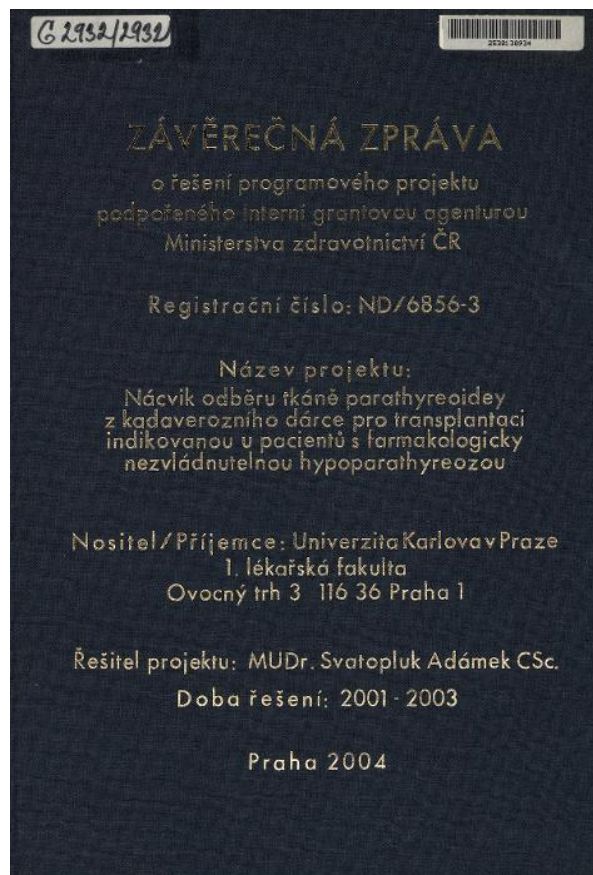 G 2932/2932
2530130934
ZÁVĚREČNÁ ZPRÁVA
o řešení programového projektu
podpořeného Interní grantovou agenturou
Ministerstva zdravotnictví ČR
Registrační číslo: ND/6856-3
Název projektu:
Nácvik odběru tkáně parathyreoidey
z kadaverozního dárce pro transplantaci
indikovanou u pacientů s farmakologicky
nezvládnutelnou hypoparathyreozou
Nositel/Příjemce: Univerzita Karlova v Praze
1. lékařská fakulta
Ovocný trh 3 116 36 Praha 1
Řešitel projektu: MUDr. Svatopluk Adámek CSc.
Doba řešení: 2001 - 2003
Praha 2004